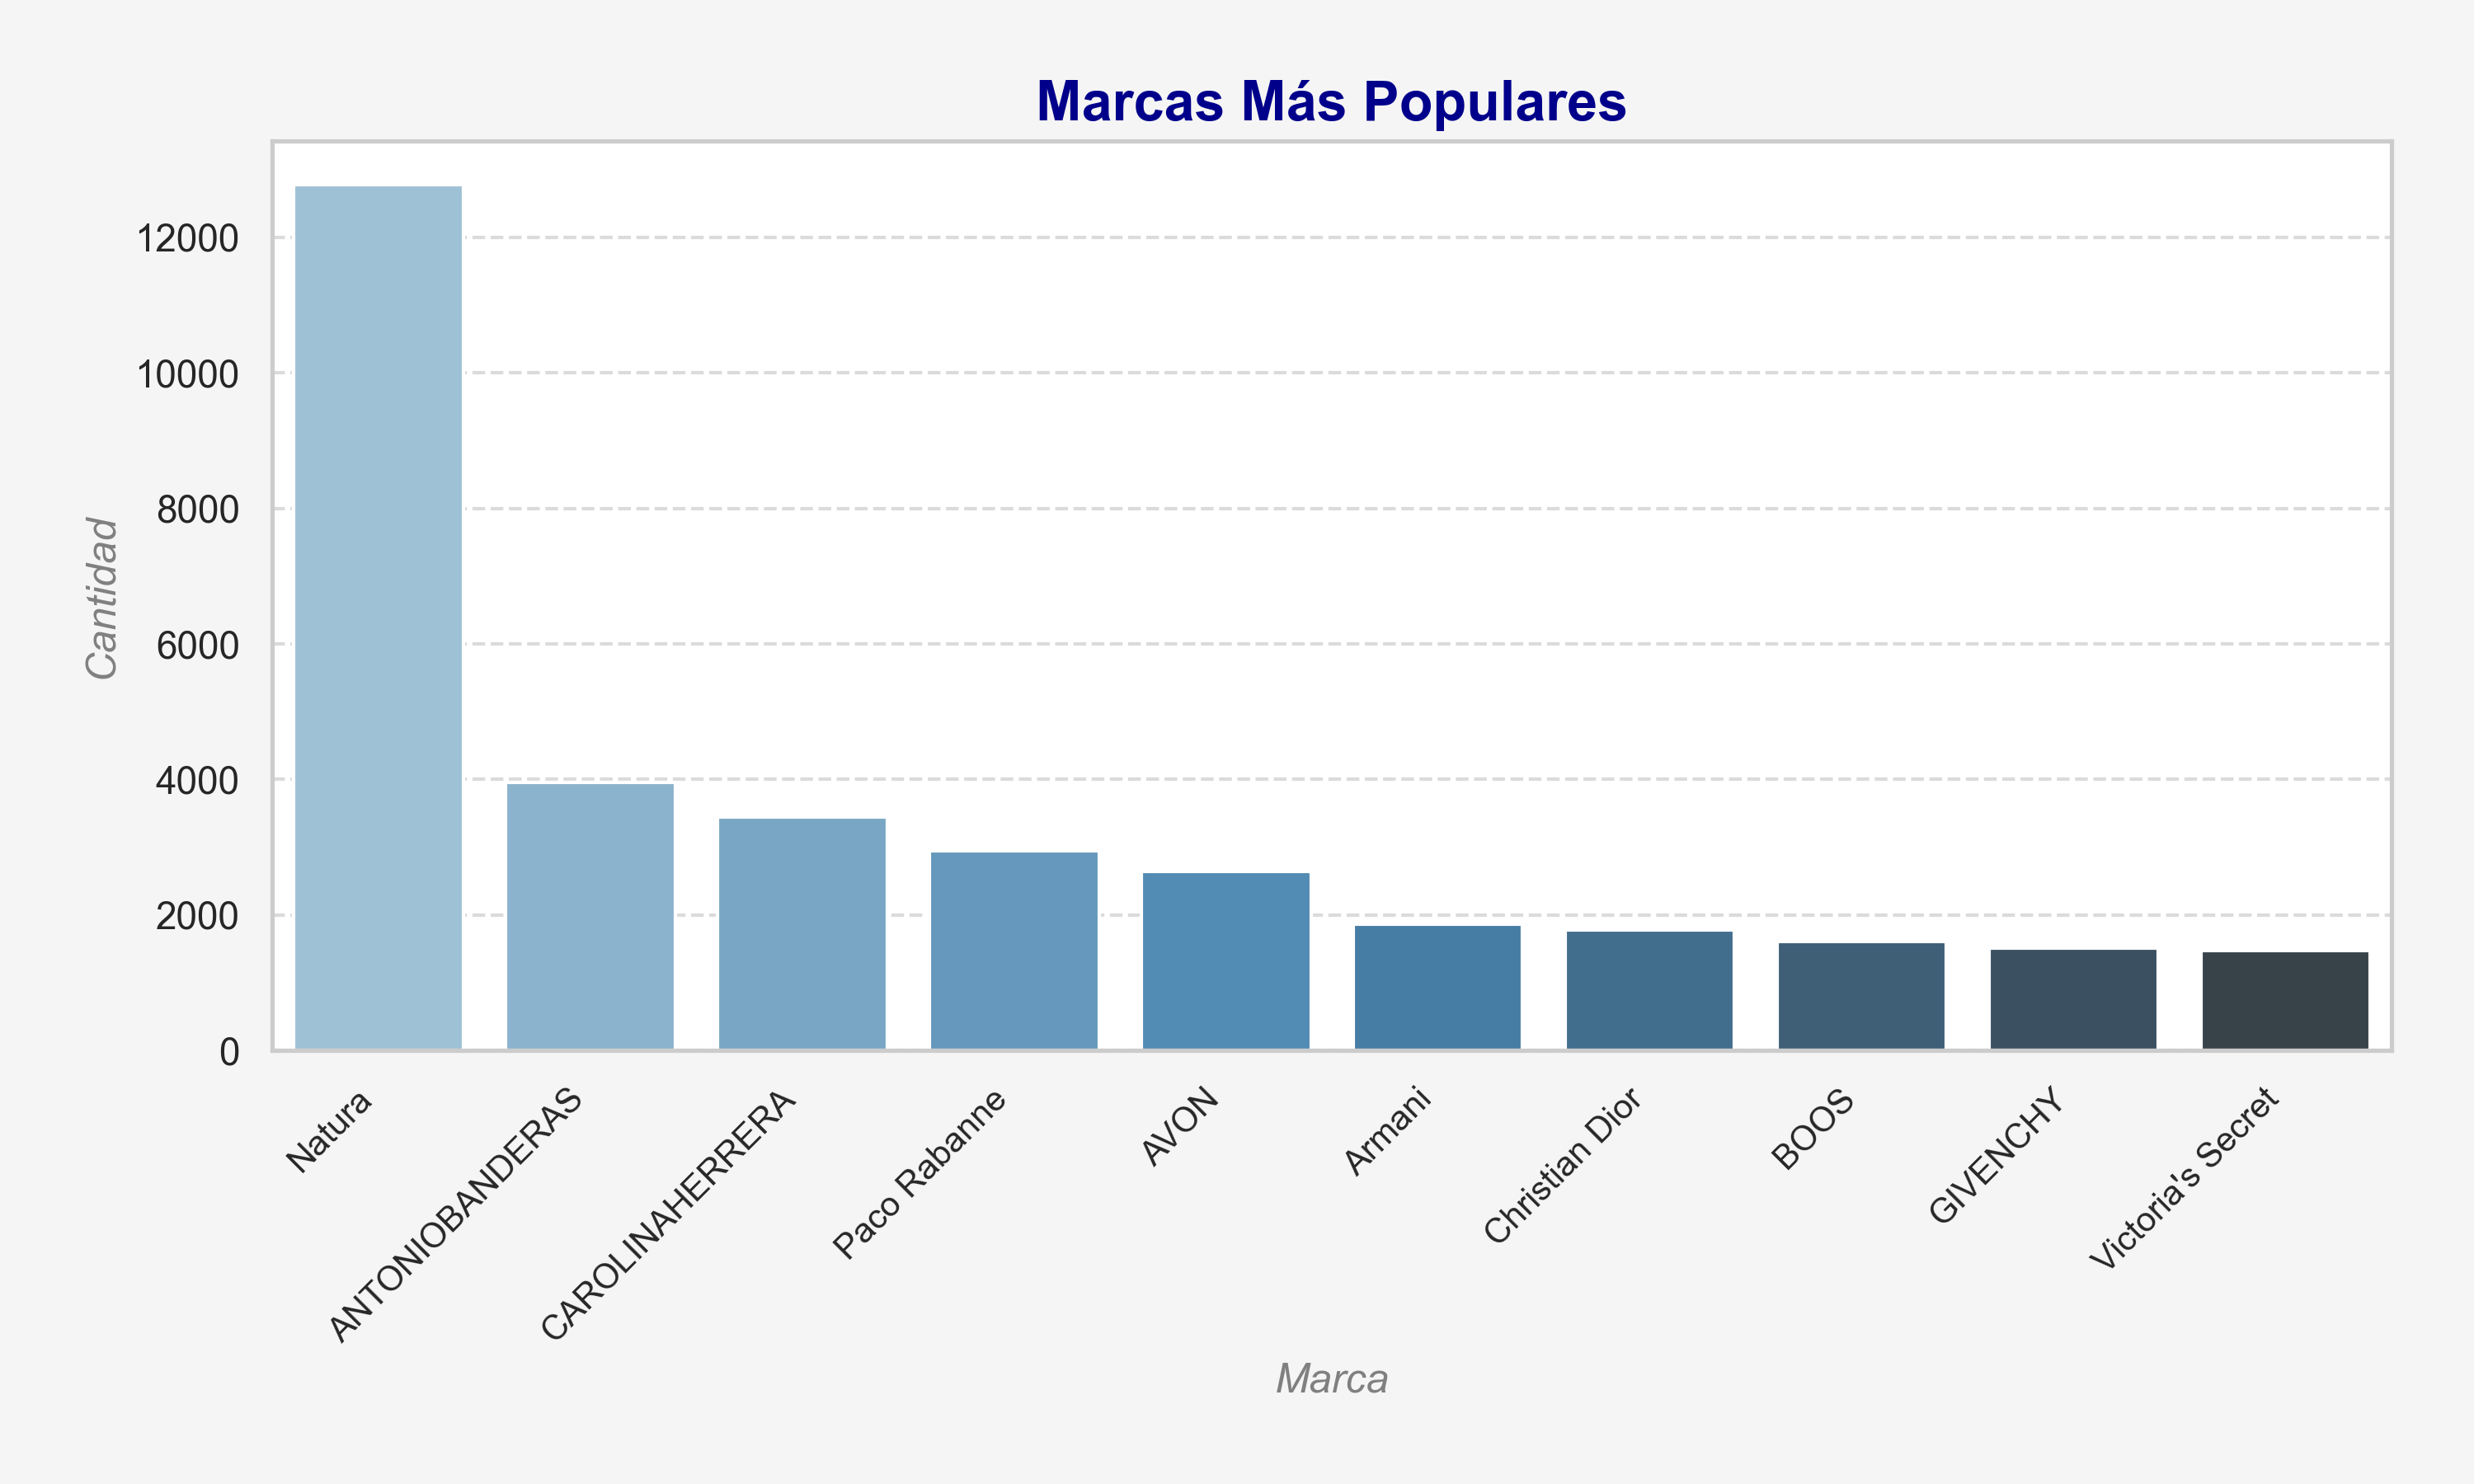 Marcas Más Populares
Cantidad
12000
10000
8000
6000
4000
2000
0
Natura
ANTONIOBANDERAS
CAROLINAHERRERA
Paco Rabanne
AVON
Armani
Christian Dior
BOOS
GIVENCHY
Victoria's Secret
Marca